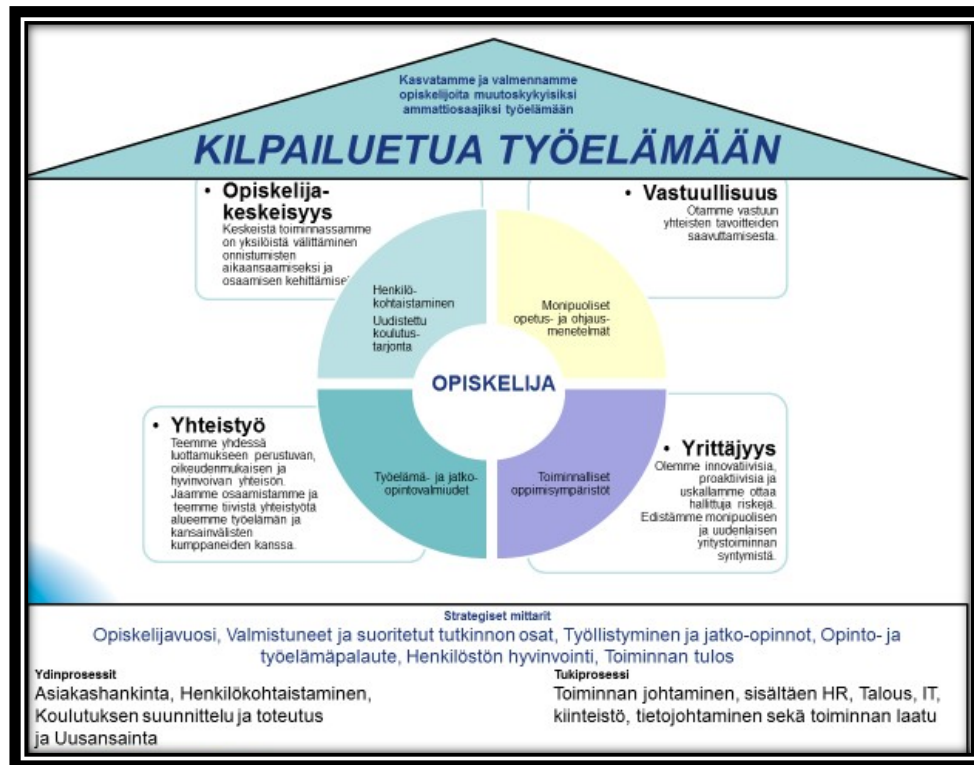 Kasvatamme ja valmennamme
opiskelijoita muutoskykyisiksi
ammattiosaajiksi työelämään
KILPAILUETUA TYÖELÄMÄÄN
• Opiskelija-
keskeisyys
Keskeistä toiminnassamme
on yksilöistä välittäminen
onnistumisten
aikaansaamiseksi ja
osaamisen
• Vastuullisuus
Otamme vastuun
yhteisten tavoitteiden
saavuttamisesta.
Henkilö-
kohtaistaminen
Uudistettu
koulutus-
tarjonta
Monipuoliset
opetus- ja ohjaus-
menetelmät
OPISKELIJA
Työelämä- ja jatko-
opintovalmiudet
Toiminnalliset
oppimisympäristöt
• Yhteistyö
Teemme yhdessä
luottamukseen perustuvan,
oikeudenmukaisen ja
hyvinvoivan yhteisön.
Jaamme osaamistamme ja
teemme tiivistä yhteistyötä
alueemme työelämän ja
kansainvälisten
kumppaneiden kanssa.
• Yrittäjyys
Olemme innovatiivisia,
proaktiivisia ja
uskallamme ottaa
hallittuja riskejä.
Edistämme monipuolisen
ja uudenlaisen
yritystoiminnan
syntymistä.
Strategiset mittarit
Opiskelijavuosi, Valmistuneet ja suoritetut tutkinnon osat, Työllistyminen ja jatko-opinnot, Opinto- ja
työelämäpalaute, Henkilöstön hyvinvointi, Toiminnan tulos
Ydinprosessit
Asiakashankinta, Henkilökohtaistaminen,
Koulutuksen suunnittelu ja toteutus
ja Uusansainta
Tukiprosessi
Toiminnan johtaminen, sisältäen HR, Talous, IT,
kiinteistö, tietojohtaminen sekä toiminnan laatu